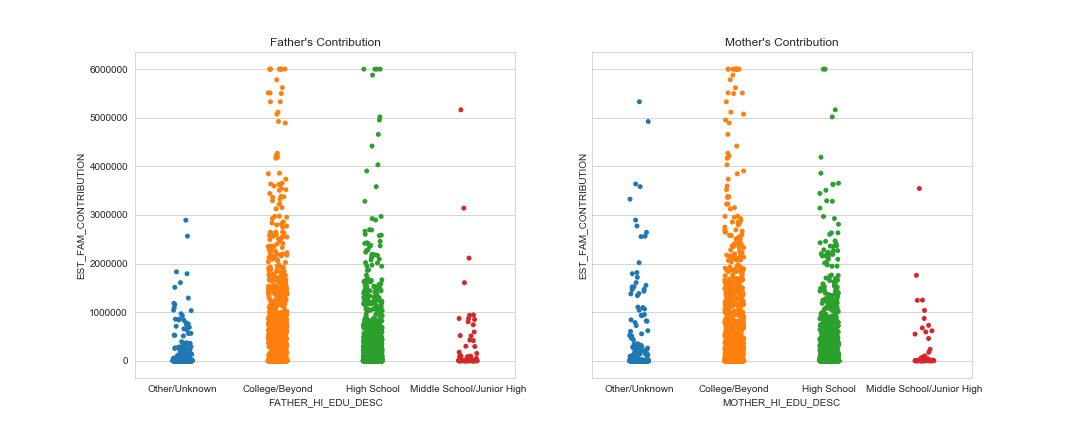 Father's Contribution
6000000
5000000
4000000
3000000
2000000
1000000
0
EST_FAM_CONTRIBUTION
Other/Unknown College/Beyond High School Middle School/Junior High
FATHER_HI_EDU_DESC
Mother's Contribution
EST_FAM_CONTRIBUTION
Other/Unknown College/Beyond High School Middle School/Junior High
MOTHER_HI_EDU_DESC